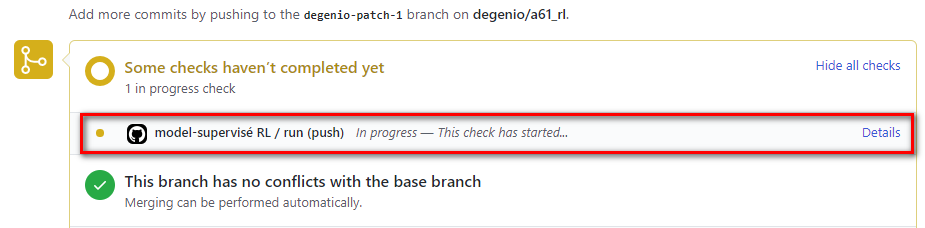 Add more commits by pushing to the degenio-patch-1 branch on degenio/a61_rl.
Some checks haven't completed yet
Hide all checks
1 in progress check
model-supervisé RL / run (push) In progress — This check has started... Details
This branch has no conflicts with the base branch
Merging can be performed automatically.